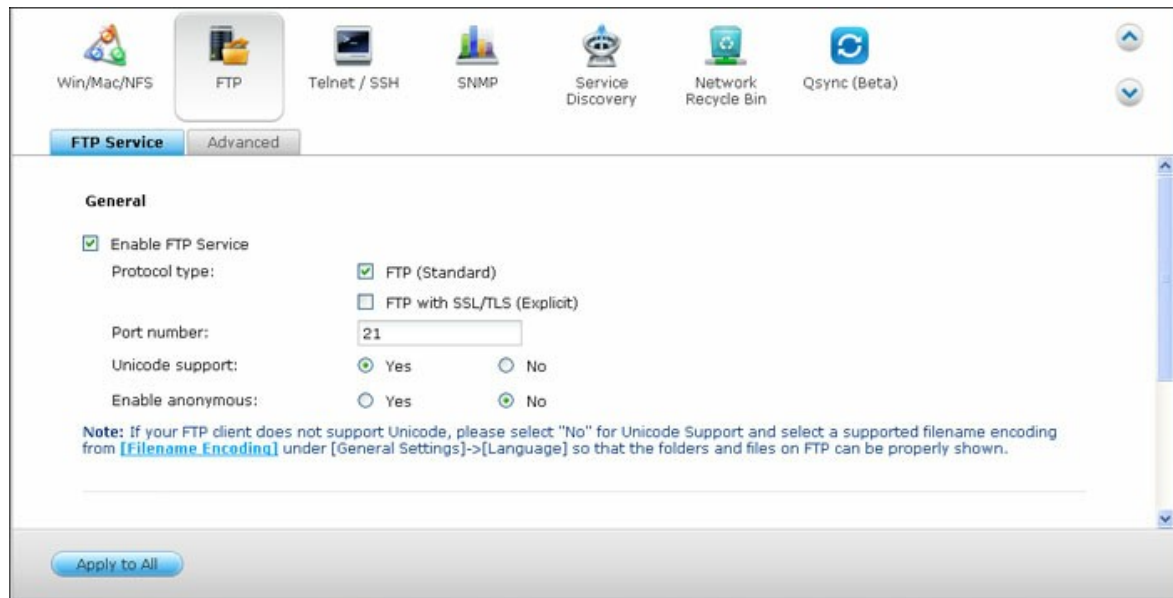 Win/Mac/NFS
FTP
Telnet / SSH
SNMP
Service
Discovery
Network
Recycle Bin
Qsync (Beta)
FTP Service
Advanced
General
Enable FTP Service
Protocol type:
FTP (Standard)
FTP with SSL/TLS (Explicit)
Port number:
21
Unicode support:
Yes
No
Enable anonymous:
Yes
No
Note: If your FTP client does not support Unicode, please select "No" for Unicode Support and select a supported filename encoding
from [Filename Encoding] under [General Settings]->[Language] so that the folders and files on FTP can be properly shown.
Apply to All